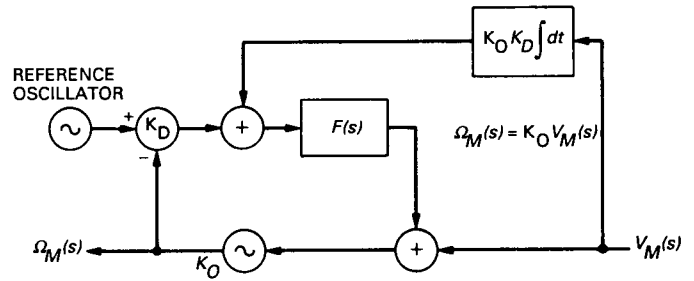 K_O K_D ∫ dt
REFERENCE
OSCILLATOR
+
K_D
−
+
F(s)
Ω_M(s) = K_O V_M(s)
Ω_M(s)
K_O
+
V_M(s)